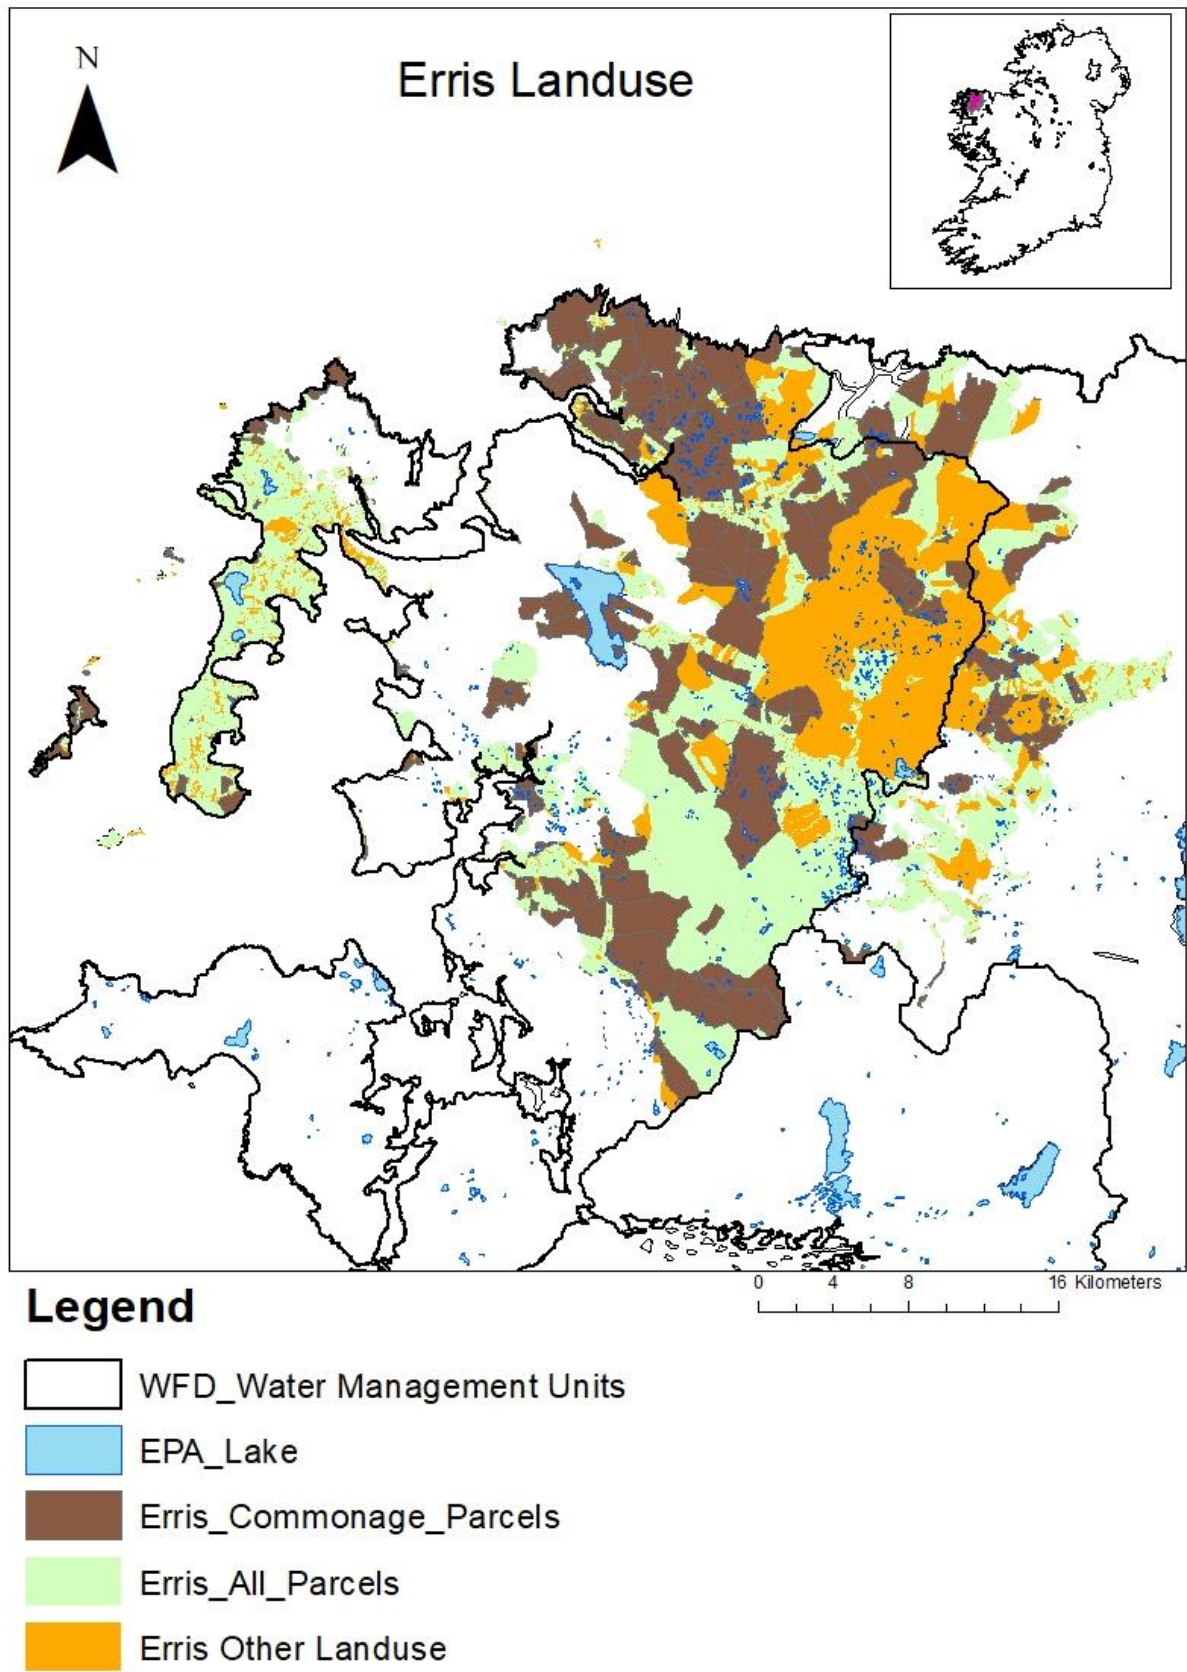 N
Erris Landuse
0 4 8 16 Kilometers
Legend
WFD_Water Management Units
EPA_Lake
Erris_Commonage_Parcels
Erris_All_Parcels
Erris Other Landuse